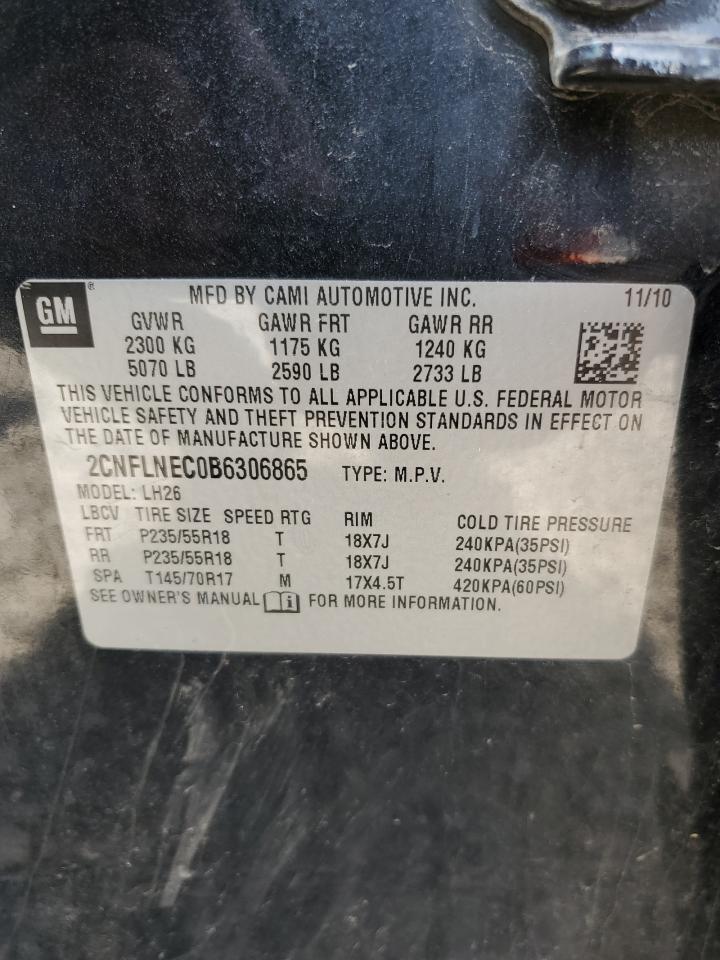 GM® MFD BY CAMI AUTOMOTIVE INC. 11/10
GVWR GAWR FRT GAWR RR
2300 KG 1175 KG 1240 KG
5070 LB 2590 LB 2733 LB
THIS VEHICLE CONFORMS TO ALL APPLICABLE U.S. FEDERAL MOTOR
VEHICLE SAFETY AND THEFT PREVENTION STANDARDS IN EFFECT ON
THE DATE OF MANUFACTURE SHOWN ABOVE.
2CNFLNEC0B6306865 TYPE: M.P.V.
MODEL: LH26
LBCV TIRE SIZE SPEED RTG RIM COLD TIRE PRESSURE
FRT P235/55R18 T 18X7J 240KPA(35PSI)
RR P235/55R18 T 18X7J 240KPA(35PSI)
SPA T145/70R17 M 17X4.5T 420KPA(60PSI)
SEE OWNER'S MANUAL FOR MORE INFORMATION.